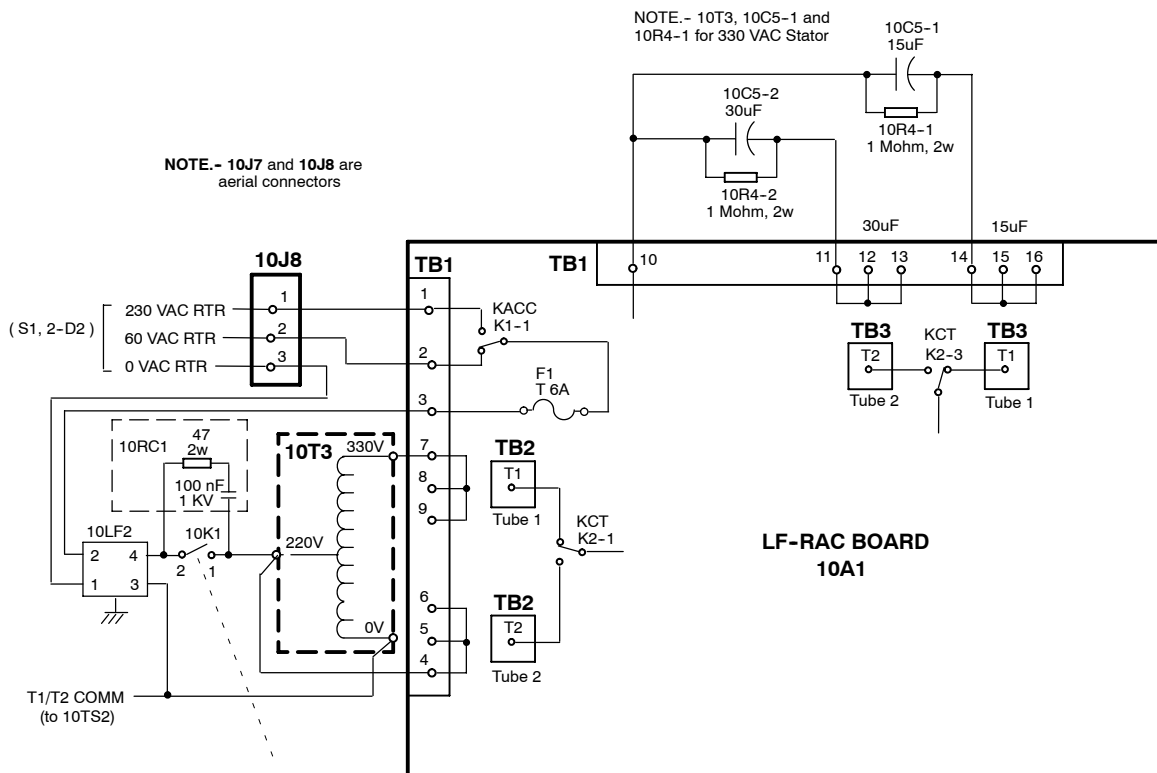 NOTE.- 10T3, 10C5-1 and
10R4-1 for 330 VAC Stator
10C5-1
15uF
10C5-2
30uF
10R4-1
1 Mohm, 2w
NOTE.- 10J7 and 10J8 are
aerial connectors
10R4-2
1 Mohm, 2w
30uF
15uF
10J8
TB1
TB1
10
11
12
13
14
15
16
( S1, 2-D2 )
230 VAC RTR
60 VAC RTR
0 VAC RTR
1
2
3
1
2
3
KACC
K1-1
F1
T 6A
TB3
T2
Tube 2
KCT
K2-3
TB3
T1
Tube 1
10RC1
47
2w
100 nF
1 KV
10T3
330V
220V
0V
7
8
9
6
5
4
TB2
T1
Tube 1
KCT
K2-1
TB2
T2
Tube 2
10LF2
2
4
1
3
10K1
2
1
LF-RAC BOARD
10A1
T1/T2 COMM
(to 10TS2)